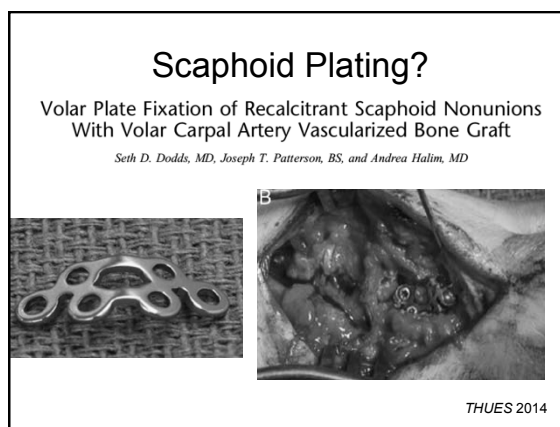 Scaphoid Plating?
Volar Plate Fixation of Recalcitrant Scaphoid Nonunions
With Volar Carpal Artery Vascularized Bone Graft
Seth D. Dodds, MD, Joseph T. Patterson, BS, and Andrea Halim, MD
B
THUES 2014